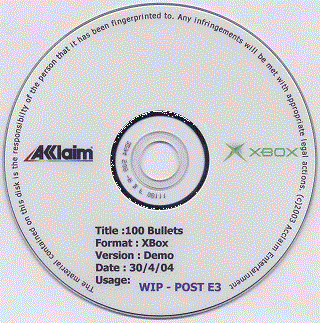 The material contained on this disk is the responsibilty of the person that it has been fingerprinted to. Any infringements will be met with appropriate legal actions. (c)2003 Acclaim Entertainment
AKKlaim
XBOX
Title :100 Bullets
Format : XBox
Version : Demo
Date : 30/4/04
Usage: WIP - POST E3